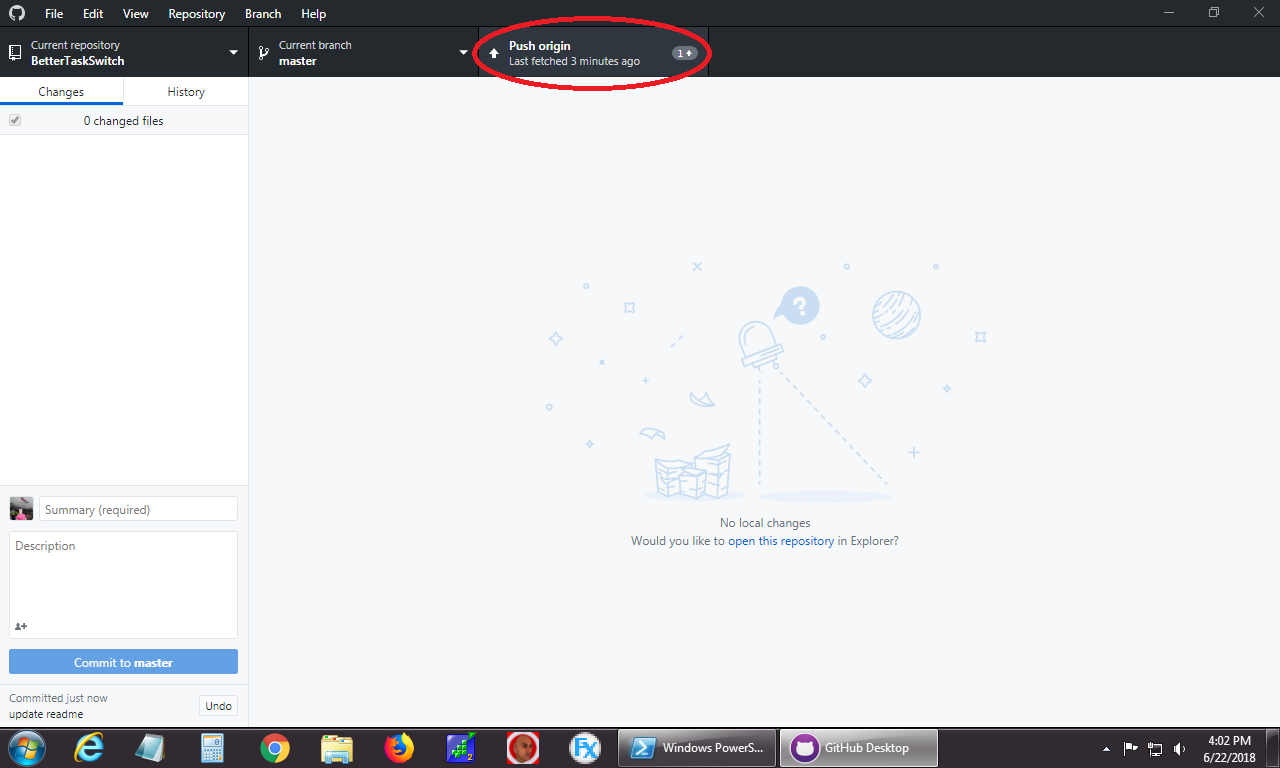 File Edit View Repository Branch Help
Current repository
BetterTaskSwitch
Current branch
master
Push origin
Last fetched 3 minutes ago
1
Changes History
0 changed files
?
No local changes
Would you like to open this repository in Explorer?
Summary (required)
Description
Commit to master
Committed just now
update readme
Undo
2
FX
Windows PowerS...
GitHub Desktop
4:02 PM
6/22/2018